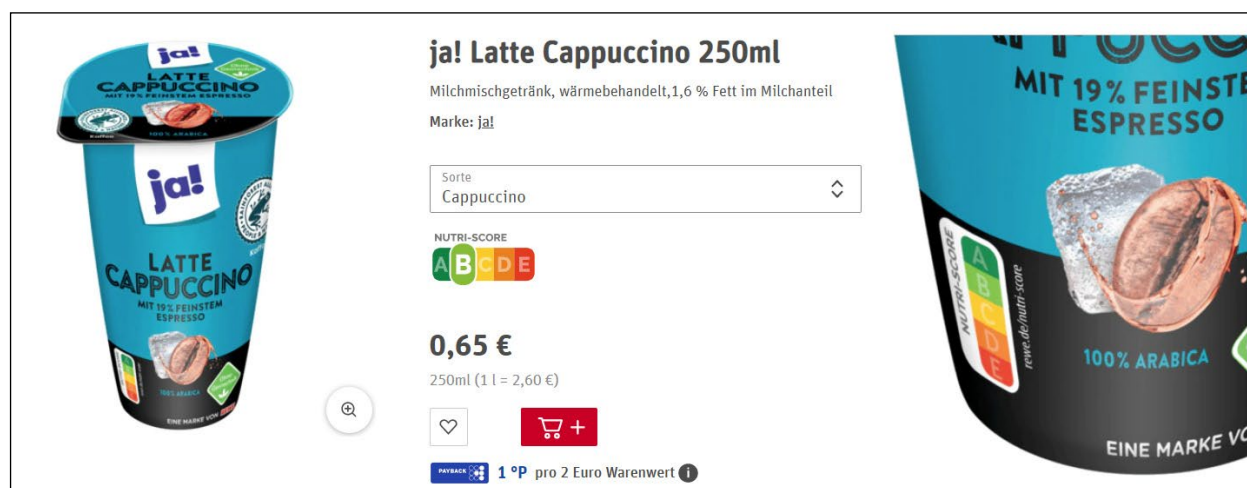 ja!
LATTE
CAPPUCCINO
MIT 19% FEINSTEM ESPRESSO
100% ARABICA
ja!
LATTE
CAPPUCCINO
MIT 19% FEINSTEM
ESPRESSO
100% ARABICA
EINE MARKE VON REWE
ja! Latte Cappuccino 250ml
Milchmischgetränk, wärmebehandelt,1,6 % Fett im Milchanteil
Marke: ja!
Sorte
Cappuccino
NUTRI-SCORE
A B C D E
0,65 €
250ml (1 l = 2,60 €)
PAYBACK 1 °P pro 2 Euro Warenwert i
MIT 19% FEINSTE
ESPRESSO
NUTRI-SCORE
A
B
C
D
E
rewe.de/nutri-score
100% ARABICA
EINE MARKE VO